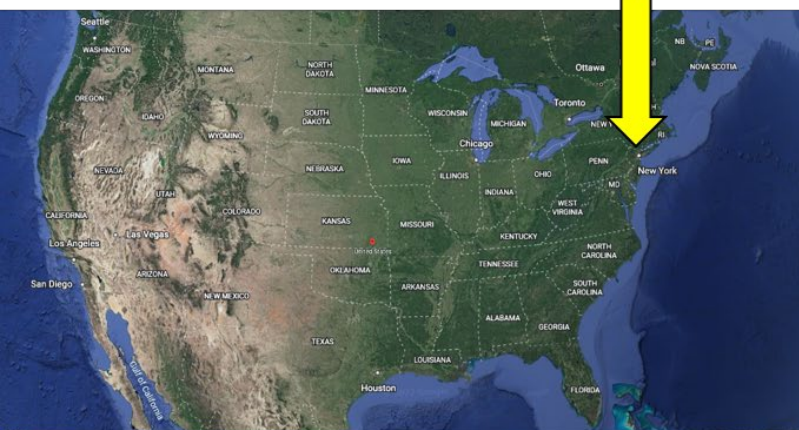 Seattle
WASHINGTON
MONTANA
NORTH
DAKOTA
MINNESOTA
Ottawa
NB
PE
NOVA SCOTIA
OREGON
IDAHO
SOUTH
DAKOTA
WISCONSIN
MICHIGAN
Toronto
NEW Y
H
RI
WYOMING
Chicago
NEVADA
UTAH
NEBRASKA
IOWA
ILLINOIS
INDIANA
OHIO
PENN
New York
MD
CALIFORNIA
COLORADO
KANSAS
MISSOURI
WEST
VIRGINIA
KENTUCKY
Las Vegas
Los Angeles
United States
San Diego
ARIZONA
NEW MEXICO
OKLAHOMA
ARKANSAS
TENNESSEE
NORTH
CAROLINA
SOUTH
CAROLINA
ALABAMA
GEORGIA
TEXAS
LOUISIANA
Houston
FLORIDA
Gulf of California